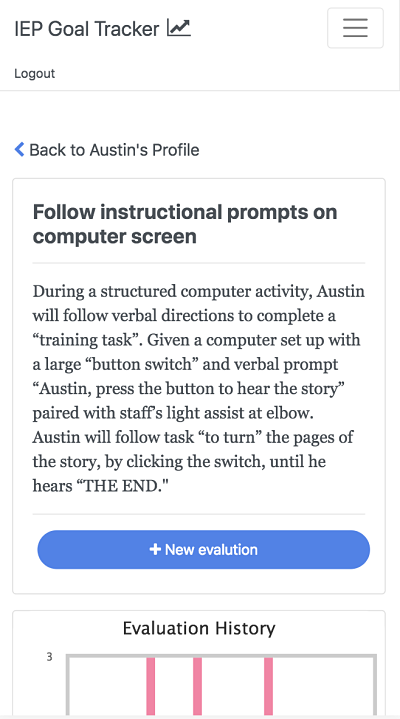 IEP Goal Tracker
Logout
Back to Austin's Profile
Follow instructional prompts on
computer screen
During a structured computer activity, Austin
will follow verbal directions to complete a
“training task”. Given a computer set up with
a large “button switch” and verbal prompt
“Austin, press the button to hear the story”
paired with staff’s light assist at elbow.
Austin will follow task “to turn” the pages of
the story, by clicking the switch, until he
hears “THE END."
+ New evalution
Evaluation History
3